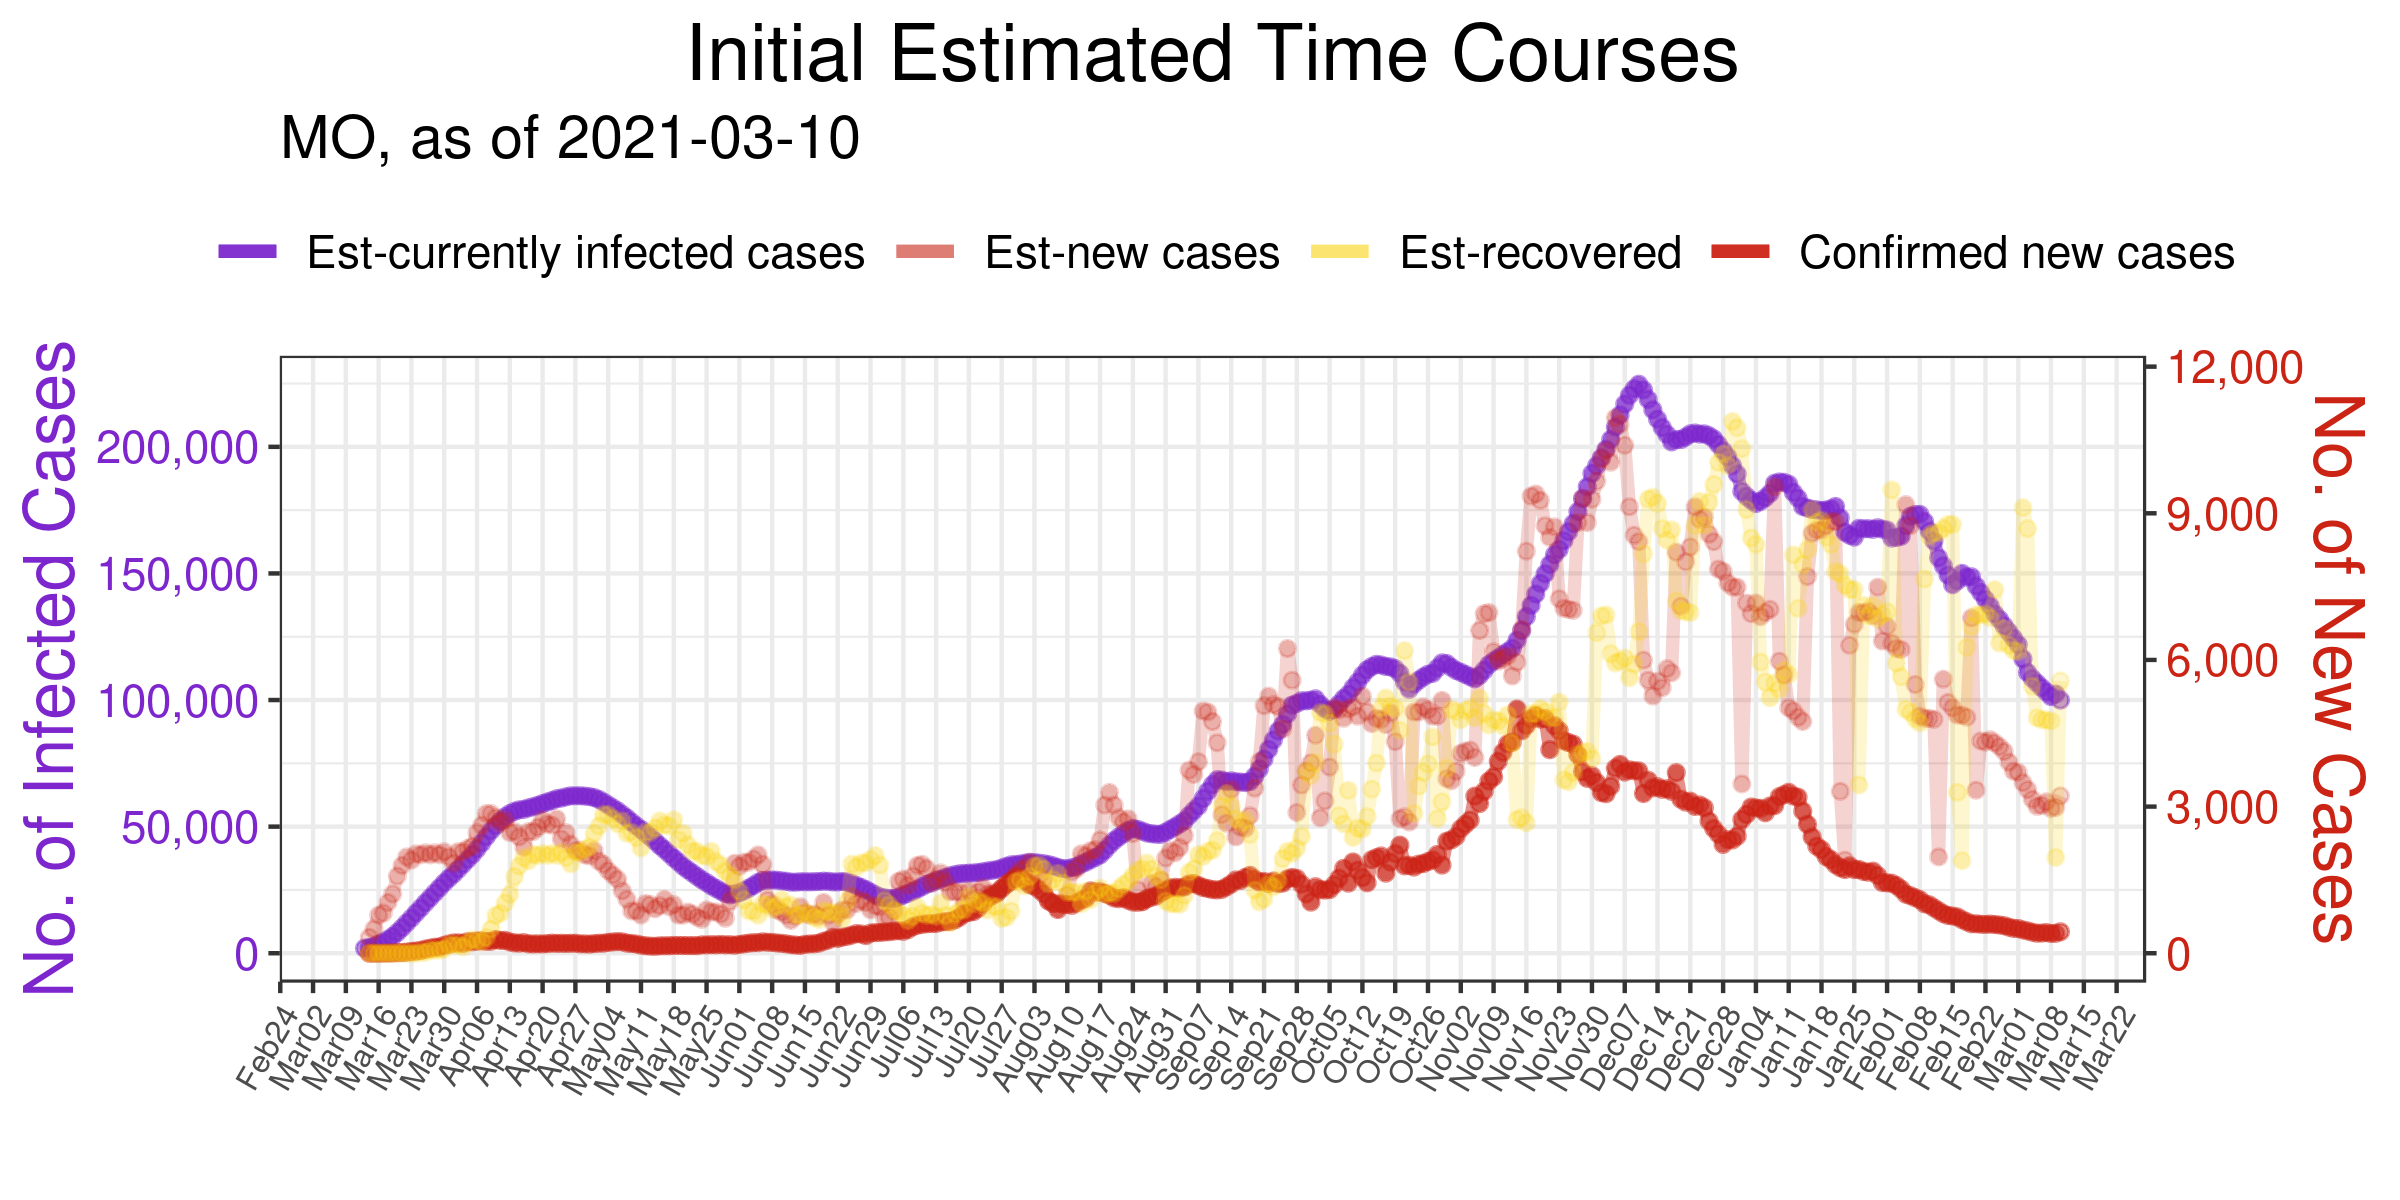 Initial Estimated Time Courses
MO, as of 2021-03-10
Est-currently infected cases Est-new cases Est-recovered Confirmed new cases
No. of Infected Cases
200,000
150,000
100,000
50,000
0
12,000
9,000
6,000
3,000
0
No. of New Cases
Feb24 Mar02 Mar09 Mar16 Mar23 Mar30 Apr06 Apr13 Apr20 Apr27 May04 May11 May18 May25 Jun01 Jun08 Jun15 Jun22 Jun29 Jul06 Jul13 Jul20 Jul27 Aug03 Aug10 Aug17 Aug24 Aug31 Sep07 Sep14 Sep21 Sep28 Oct05 Oct12 Oct19 Oct26 Nov02 Nov09 Nov16 Nov23 Nov30 Dec07 Dec14 Dec21 Dec28 Jan04 Jan11 Jan18 Jan25 Feb01 Feb08 Feb15 Feb22 Mar01 Mar08 Mar15 Mar22